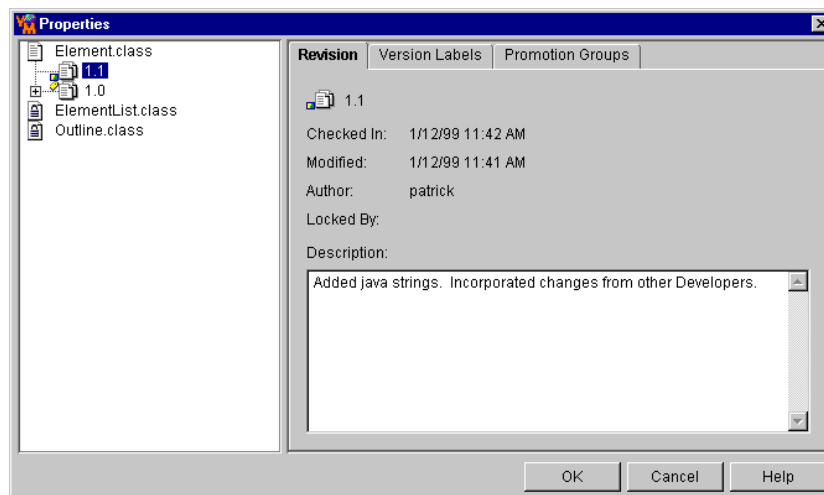 Properties
Element.class
1.1
1.0
ElementList.class
Outline.class
Revision Version Labels Promotion Groups
1.1
Checked In: 1/12/99 11:42 AM
Modified: 1/12/99 11:41 AM
Author: patrick
Locked By:
Description:
Added java strings.  Incorporated changes from other Developers.
OK Cancel Help